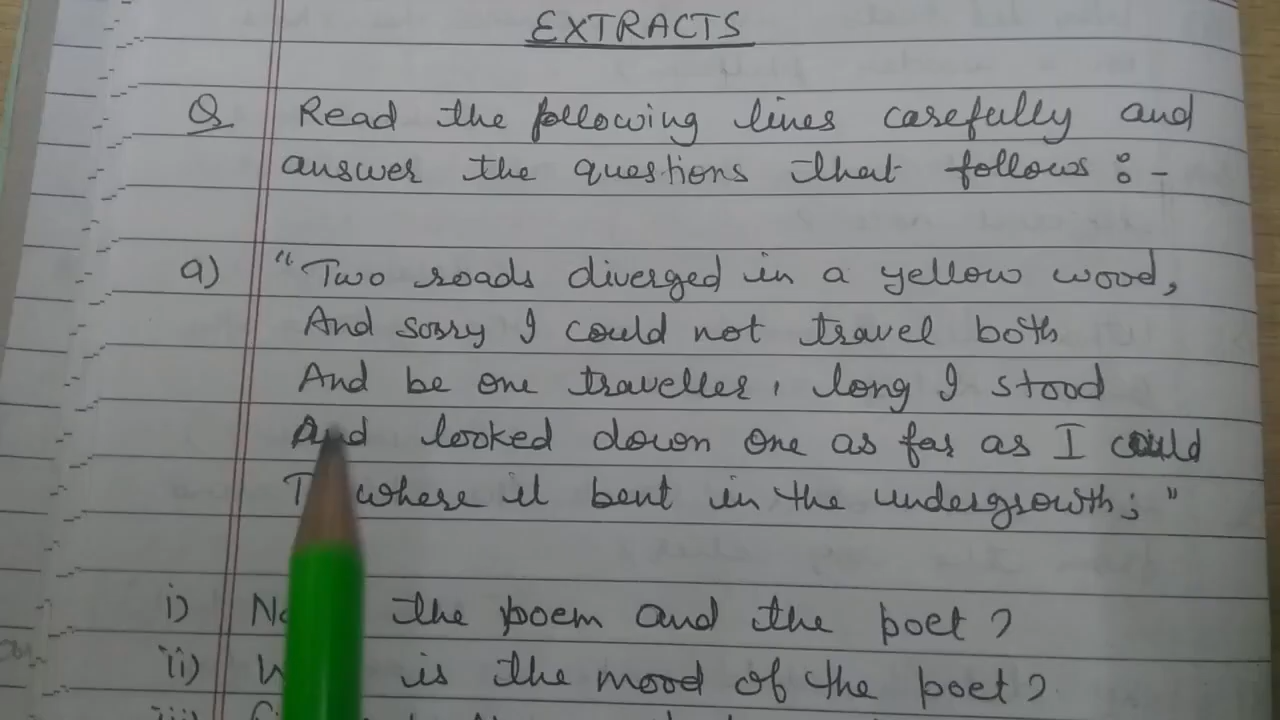 EXTRACTS
Q Read the following lines carefully and
answer the questions that follows :-
a) "Two roads diverged in a yellow wood,
And sorry I could not travel both
And be one traveller, long I stood
And looked down one as far as I could
where it bent in the undergrowth; "
i) the poem and the poet?
ii) is the mood of the poet?
iii)